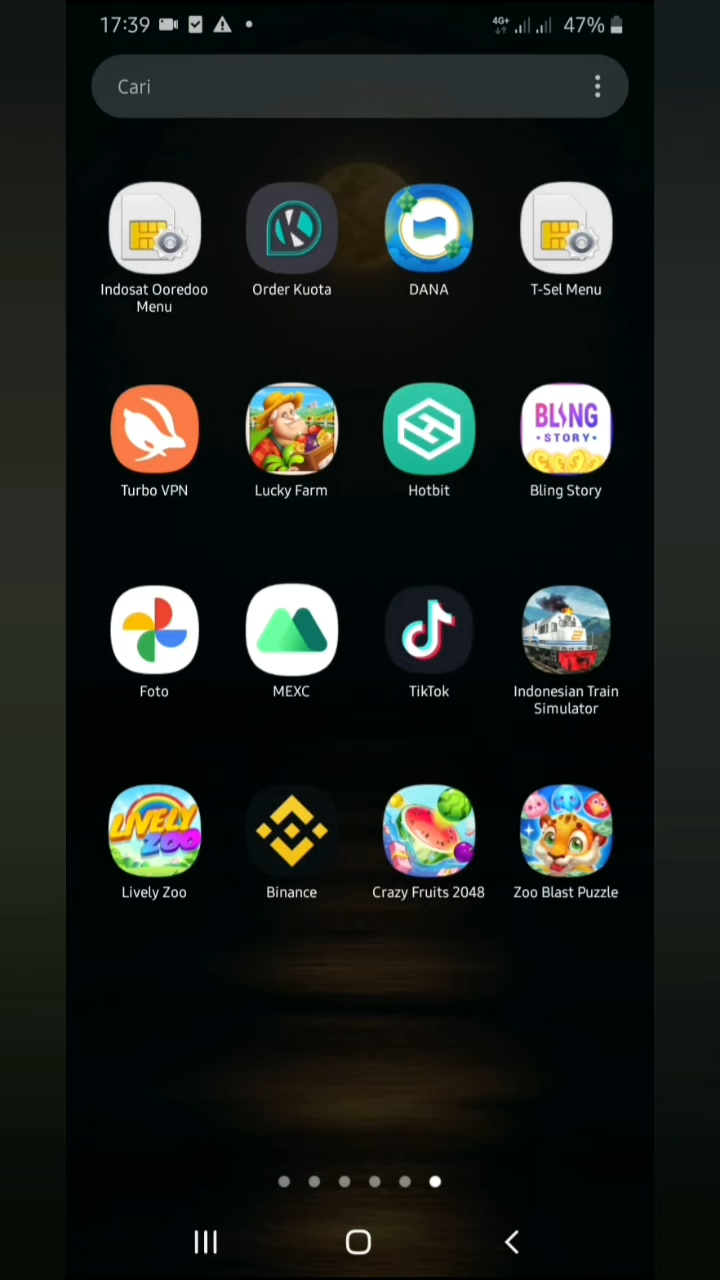 17:39
4G+
47%
Cari
Indosat Ooredoo
Menu
Order Kuota
DANA
T-Sel Menu
BLING
STORY
Turbo VPN
Lucky Farm
Hotbit
Bling Story
Foto
MEXC
TikTok
Indonesian Train
Simulator
LIVELY
ZOO
Lively Zoo
Binance
Crazy Fruits 2048
Zoo Blast Puzzle